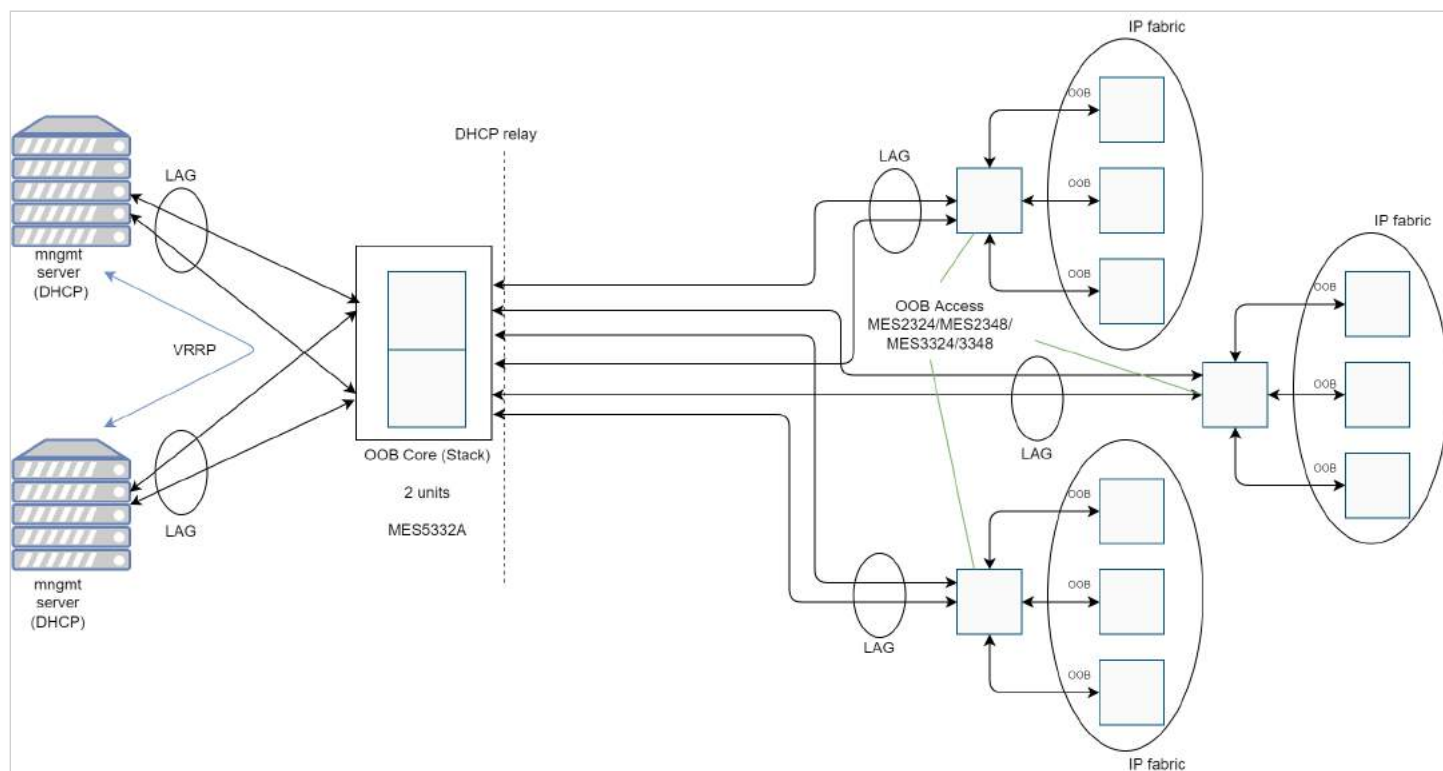 IP fabric
OOB
DHCP relay
LAG
LAG
OOB
mngmt
server
(DHCP)
IP fabric
OOB
OOB
OOB Access
MES2324/MES2348/
MES3324/3348
VRRP
OOB
OOB Core (Stack)
LAG
OOB
2 units
OOB
LAG
MES5332A
mngmt
server
(DHCP)
OOB
LAG
OOB
IP fabric